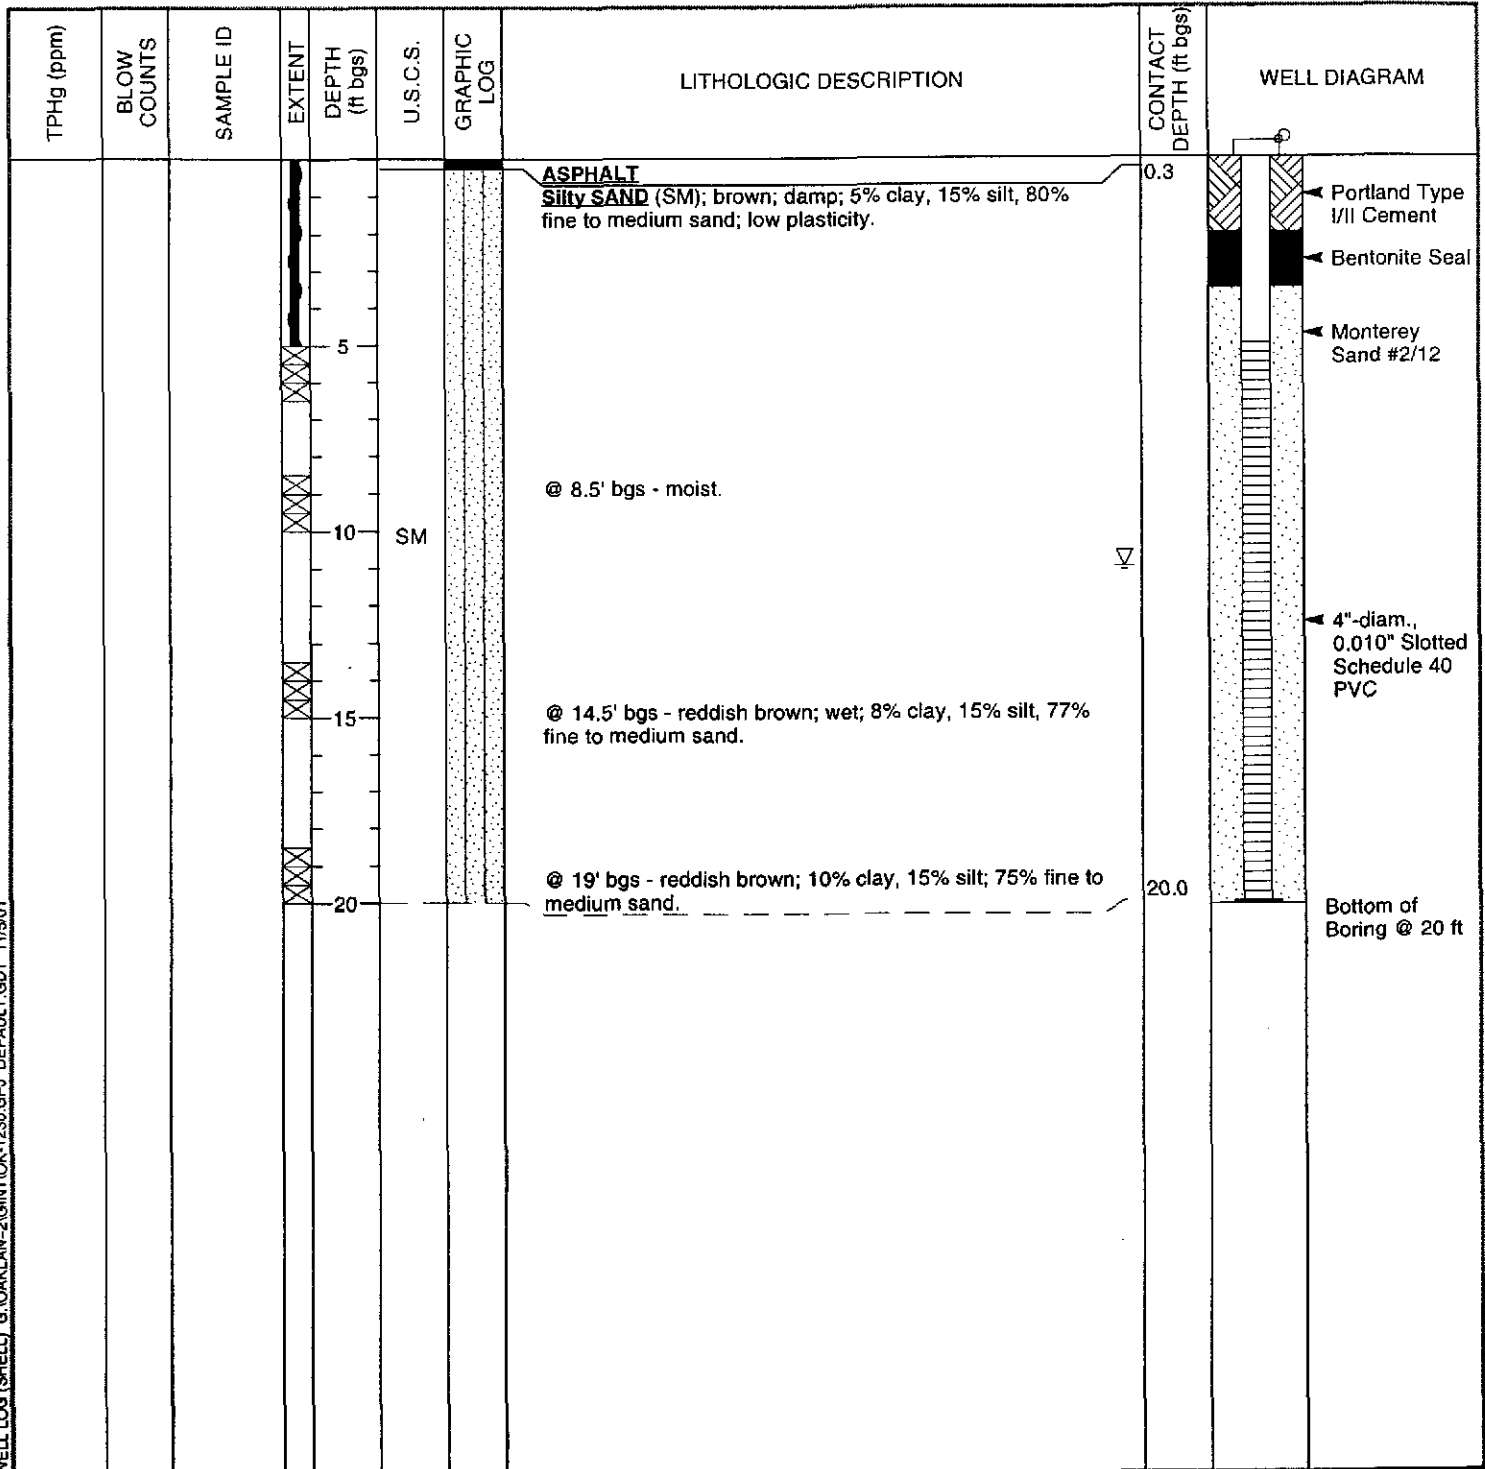 TPHg (ppm)
BLOW
COUNTS
SAMPLE ID
EXTENT
DEPTH
(ft bgs)
U.S.C.S.
GRAPHIC
LOG
LITHOLOGIC DESCRIPTION
CONTACT
DEPTH (ft bgs)
WELL DIAGRAM
ASPHALT
0.3
Silty SAND (SM); brown; damp; 5% clay, 15% silt, 80%
fine to medium sand; low plasticity.
Portland Type
I/II Cement
Bentonite Seal
Monterey
Sand #2/12
5
@ 8.5' bgs - moist.
10
SM
4"-diam.,
0.010" Slotted
Schedule 40
PVC
15
@ 14.5' bgs - reddish brown; wet; 8% clay, 15% silt, 77%
fine to medium sand.
@ 19' bgs - reddish brown; 10% clay, 15% silt; 75% fine to
medium sand.
20.0
20
Bottom of
Boring @ 20 ft
WELL LOG (SHELL)
DEFAULT.GDT